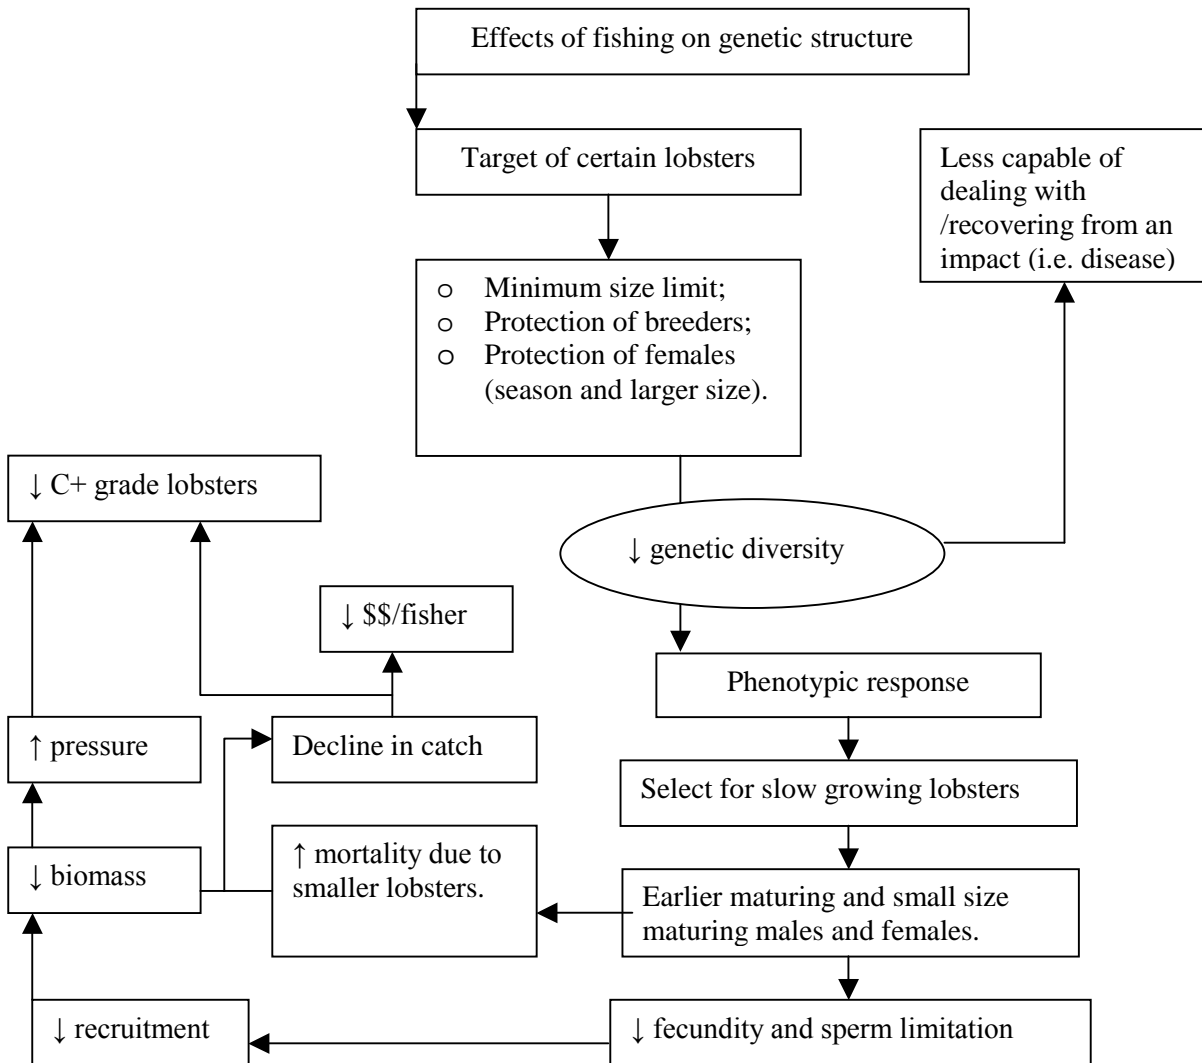 Effects of fishing on genetic structure
Target of certain lobsters
Less capable of
dealing with
/recovering from an
impact (i.e. disease)
o Minimum size limit;
o Protection of breeders;
o Protection of females
(season and larger size).
↓ C+ grade lobsters
↓ genetic diversity
↓ $$/fisher
Phenotypic response
↑ pressure
Decline in catch
Select for slow growing lobsters
↓ biomass
↑ mortality due to
smaller lobsters.
Earlier maturing and small size
maturing males and females.
↓ recruitment
↓ fecundity and sperm limitation